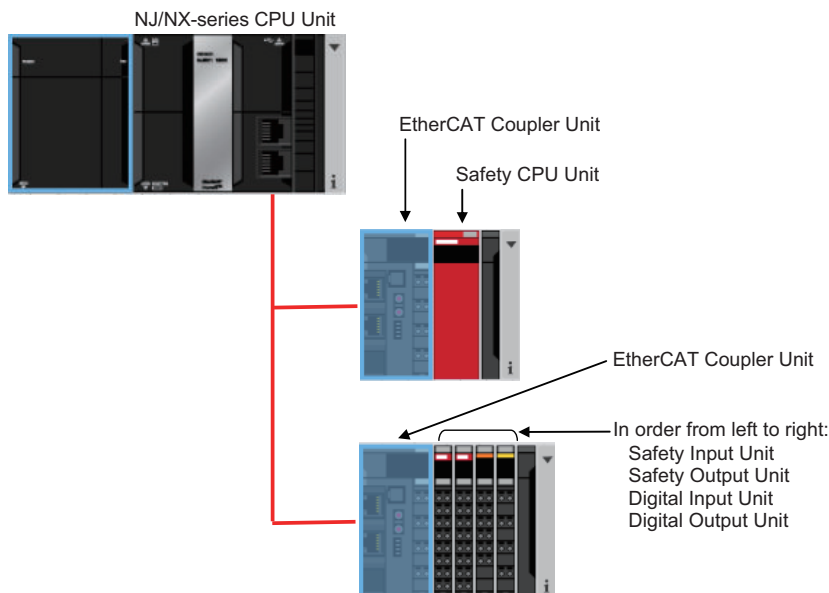 NJ/NX-series CPU Unit
EtherCAT Coupler Unit
Safety CPU Unit
EtherCAT Coupler Unit
In order from left to right:
Safety Input Unit
Safety Output Unit
Digital Input Unit
Digital Output Unit